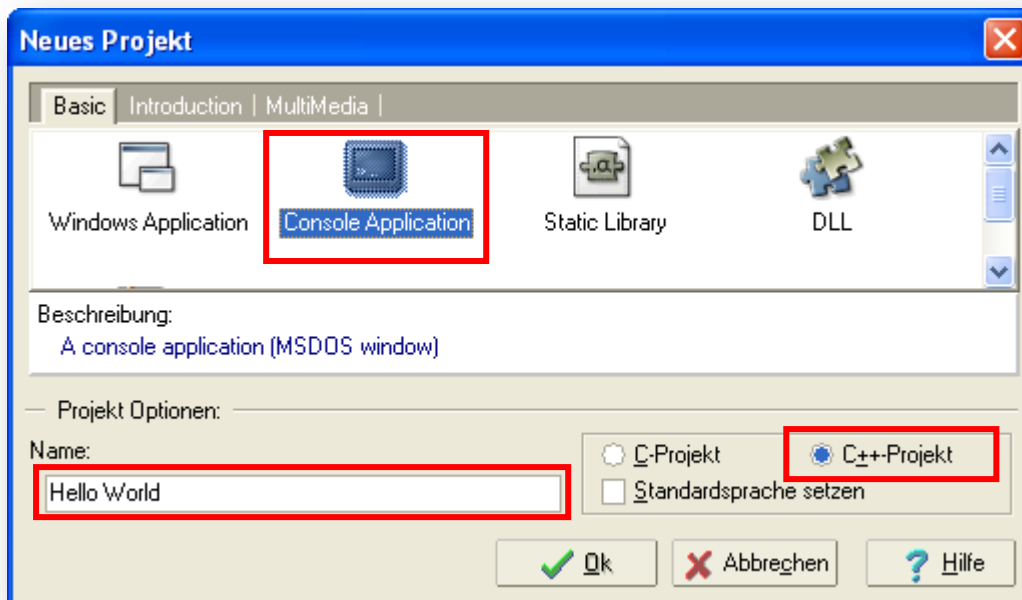 Neues Projekt
Basic Introduction MultiMedia
Windows Application Console Application Static Library DLL
Beschreibung:
A console application (MSDOS window)
Projekt Optionen:
Name:
Hello World
C-Projekt C++-Projekt
Standardsprache setzen
Ok Abbrechen Hilfe